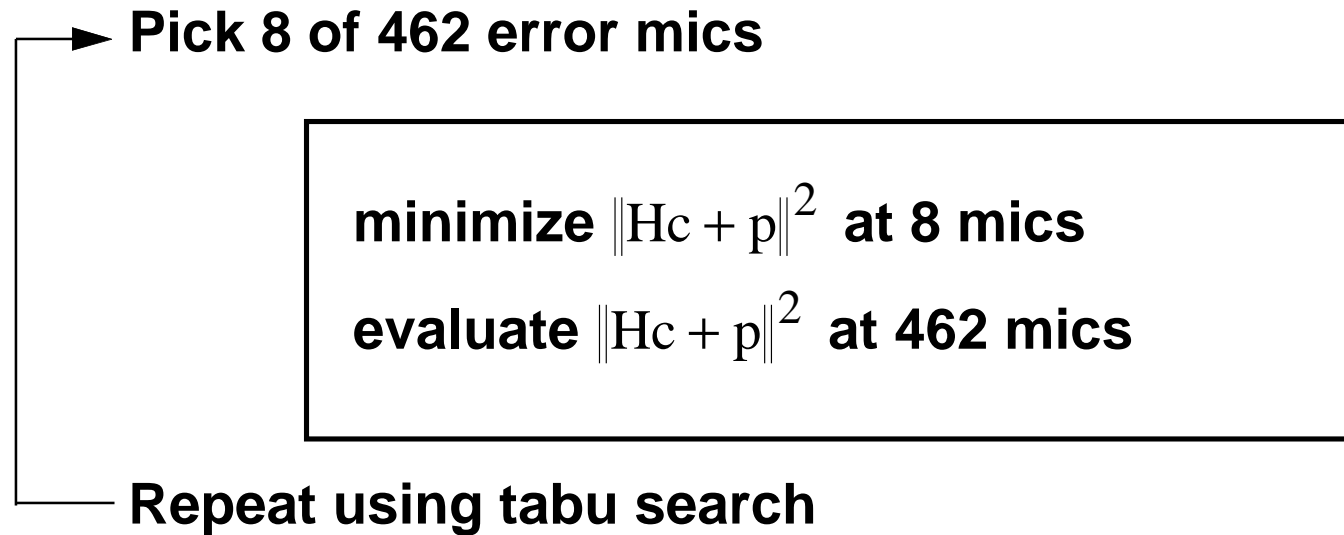 Pick 8 of 462 error mics
minimize ||Hc + p||² at 8 mics
evaluate ||Hc + p||² at 462 mics
Repeat using tabu search